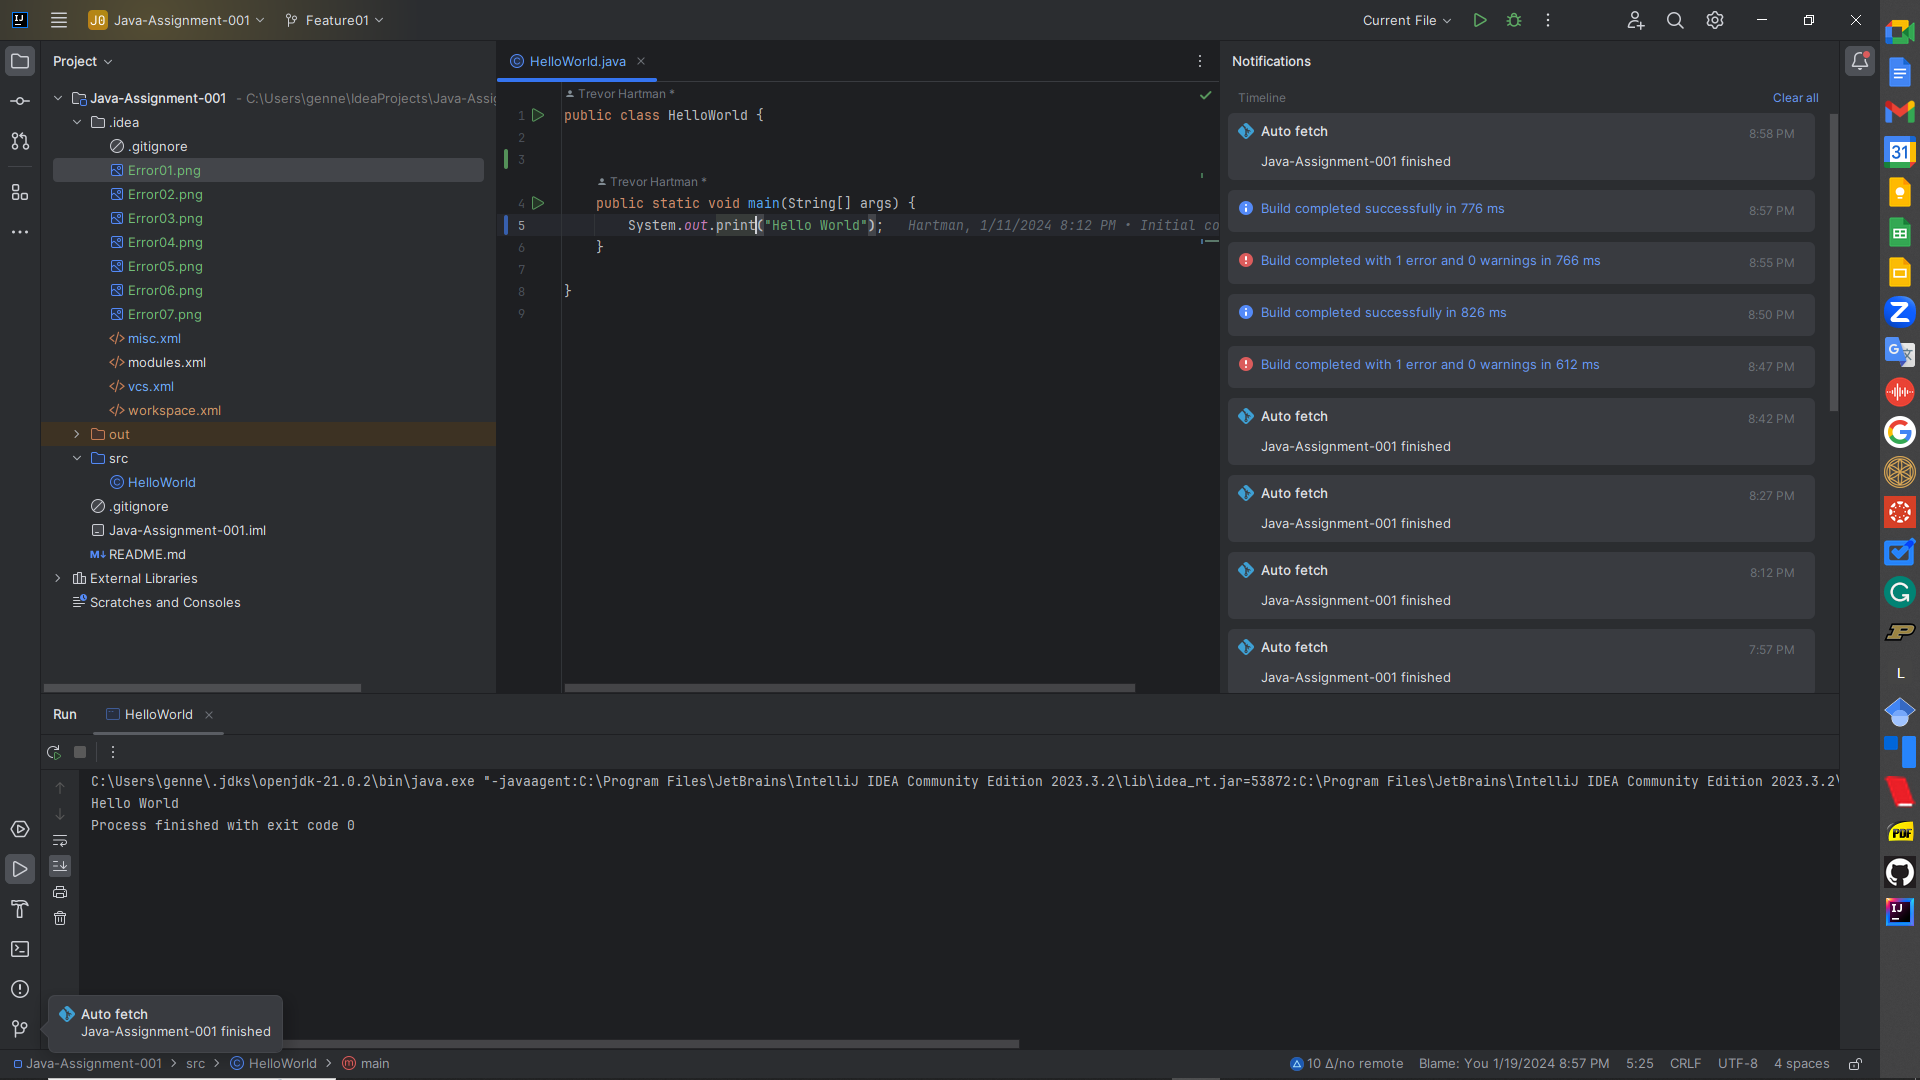 J0 Java-Assignment-001 Feature01 Current File
Project
Java-Assignment-001 - C:\Users\genne\IdeaProjects\Java-Assig
.idea
.gitignore
Error01.png
Error02.png
Error03.png
Error04.png
Error05.png
Error06.png
Error07.png
misc.xml
modules.xml
vcs.xml
workspace.xml
out
src
HelloWorld
.gitignore
Java-Assignment-001.iml
README.md
External Libraries
Scratches and Consoles
HelloWorld.java
Trevor Hartman *
1 public class HelloWorld {
2
3
Trevor Hartman *
4 public static void main(String[] args) {
5 System.out.print("Hello World"); Hartman, 1/11/2024 8:12 PM • Initial co
6 }
7
8 }
9
Notifications
Timeline Clear all
Auto fetch 8:58 PM
Java-Assignment-001 finished
Build completed successfully in 776 ms 8:57 PM
Build completed with 1 error and 0 warnings in 766 ms 8:55 PM
Build completed successfully in 826 ms 8:50 PM
Build completed with 1 error and 0 warnings in 612 ms 8:47 PM
Auto fetch 8:42 PM
Java-Assignment-001 finished
Auto fetch 8:27 PM
Java-Assignment-001 finished
Auto fetch 8:12 PM
Java-Assignment-001 finished
Auto fetch 7:57 PM
Java-Assignment-001 finished
Run HelloWorld
C:\Users\genne\.jdks\openjdk-21.0.2\bin\java.exe "-javaagent:C:\Program Files\JetBrains\IntelliJ IDEA Community Edition 2023.3.2\lib\idea_rt.jar=53872:C:\Program Files\JetBrains\IntelliJ IDEA Community Edition 2023.3.2\
Hello World
Process finished with exit code 0
Auto fetch
Java-Assignment-001 finished
Java-Assignment-001 > src > HelloWorld > main
10 Δ/no remote Blame: You 1/19/2024 8:57 PM 5:25 CRLF UTF-8 4 spaces
31
Z
G
G
G
P
L
PDF
IJ